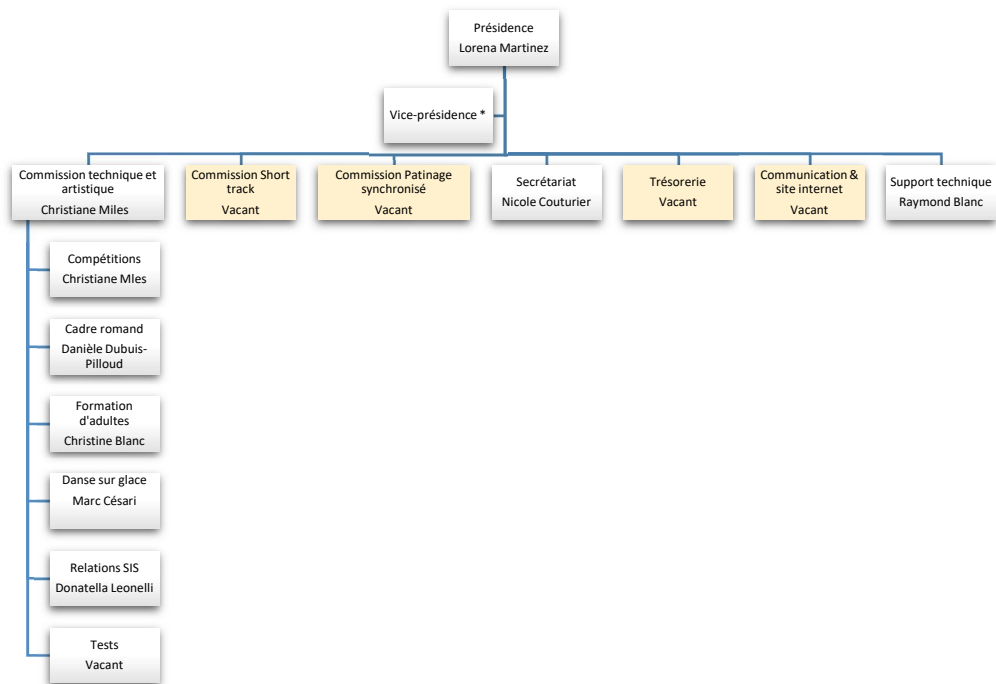 Présidence
Lorena Martinez
Vice-présidence *
Commission technique et
artistique
Christiane Miles
Commission Short
track
Vacant
Commission Patinage
synchronisé
Vacant
Secrétariat
Nicole Couturier
Trésorerie
Vacant
Communication &
site internet
Vacant
Support technique
Raymond Blanc
Compétitions
Christiane Mles
Cadre romand
Danièle Dubuis-
Pilloud
Formation
d'adultes
Christine Blanc
Danse sur glace
Marc Césari
Relations SIS
Donatella Leonelli
Tests
Vacant